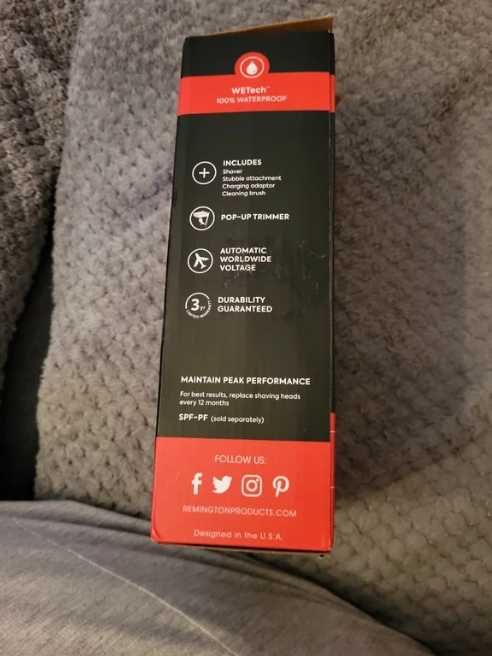 WETech™
100% WATERPROOF
INCLUDES
Shaver
Stubble attachment
Charging adaptor
Cleaning brush
POP-UP TRIMMER
AUTOMATIC
WORLDWIDE
VOLTAGE
3yr
DURABILITY
GUARANTEED
MAINTAIN PEAK PERFORMANCE
For best results, replace shaving heads
every 12 months
SPF-PF (sold separately)
FOLLOW US:
REMINGTONPRODUCTS.COM
Designed in the U.S.A.